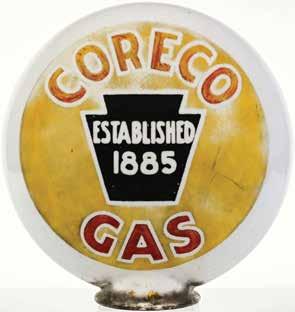 CORECO
ESTABLISHED
1885
GAS